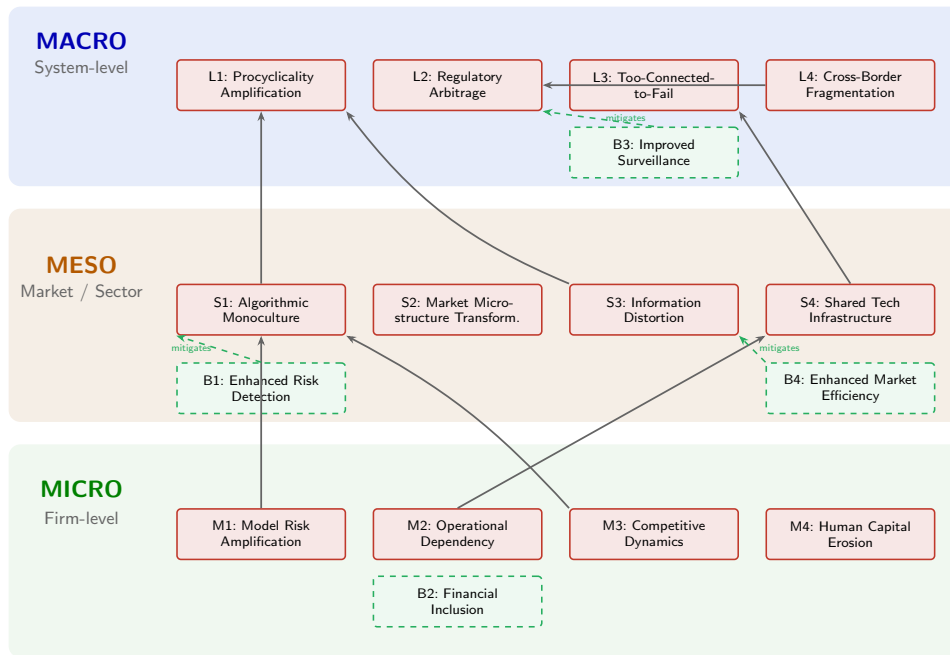 MACRO
System-level
L1: Procyclicality
Amplification
L2: Regulatory
Arbitrage
L3: Too-Connected-
to-Fail
L4: Cross-Border
Fragmentation
mitigates
B3: Improved
Surveillance
MESO
Market / Sector
S1: Algorithmic
Monoculture
S2: Market Micro-
structure Transform.
S3: Information
Distortion
S4: Shared Tech
Infrastructure
mitigates
mitigates
B1: Enhanced Risk
Detection
B4: Enhanced Market
Efficiency
MICRO
Firm-level
M1: Model Risk
Amplification
M2: Operational
Dependency
M3: Competitive
Dynamics
M4: Human Capital
Erosion
B2: Financial
Inclusion